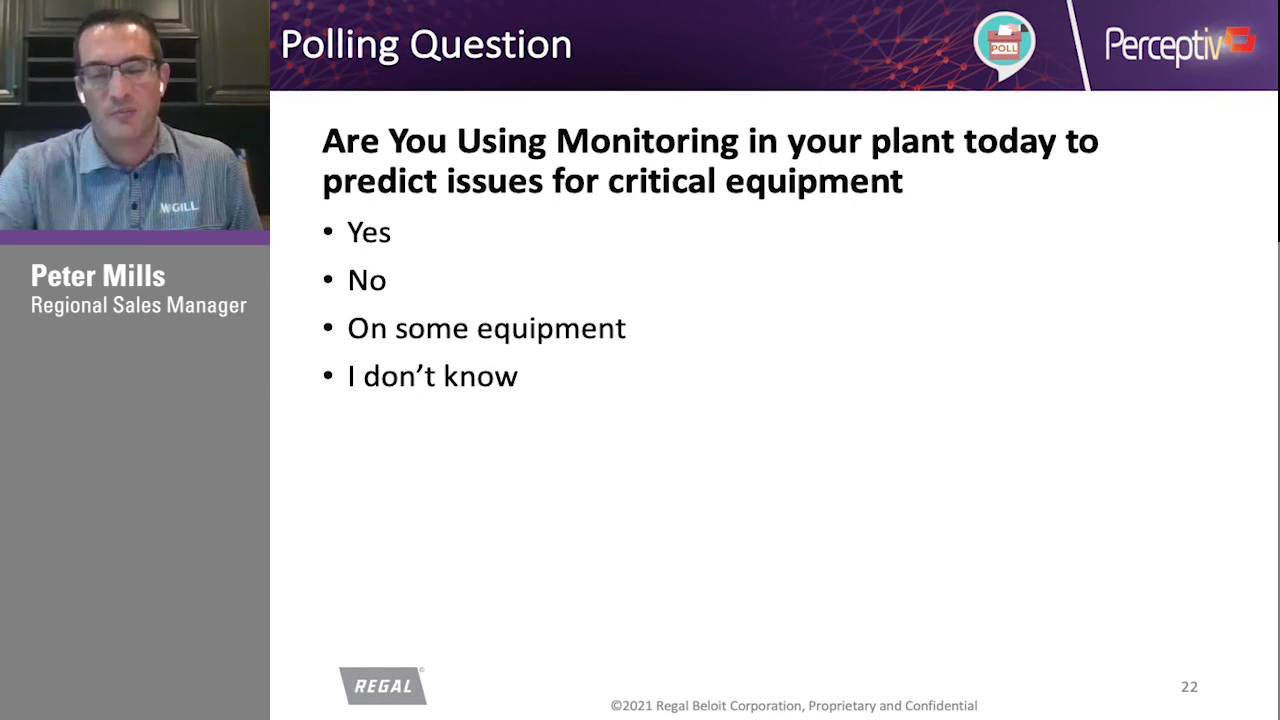 Polling Question
POLL
Perceptiv
McGILL
Peter Mills
Regional Sales Manager
Are You Using Monitoring in your plant today to
predict issues for critical equipment
• Yes
• No
• On some equipment
• I don’t know
REGAL®
©2021 Regal Beloit Corporation, Proprietary and Confidential
22